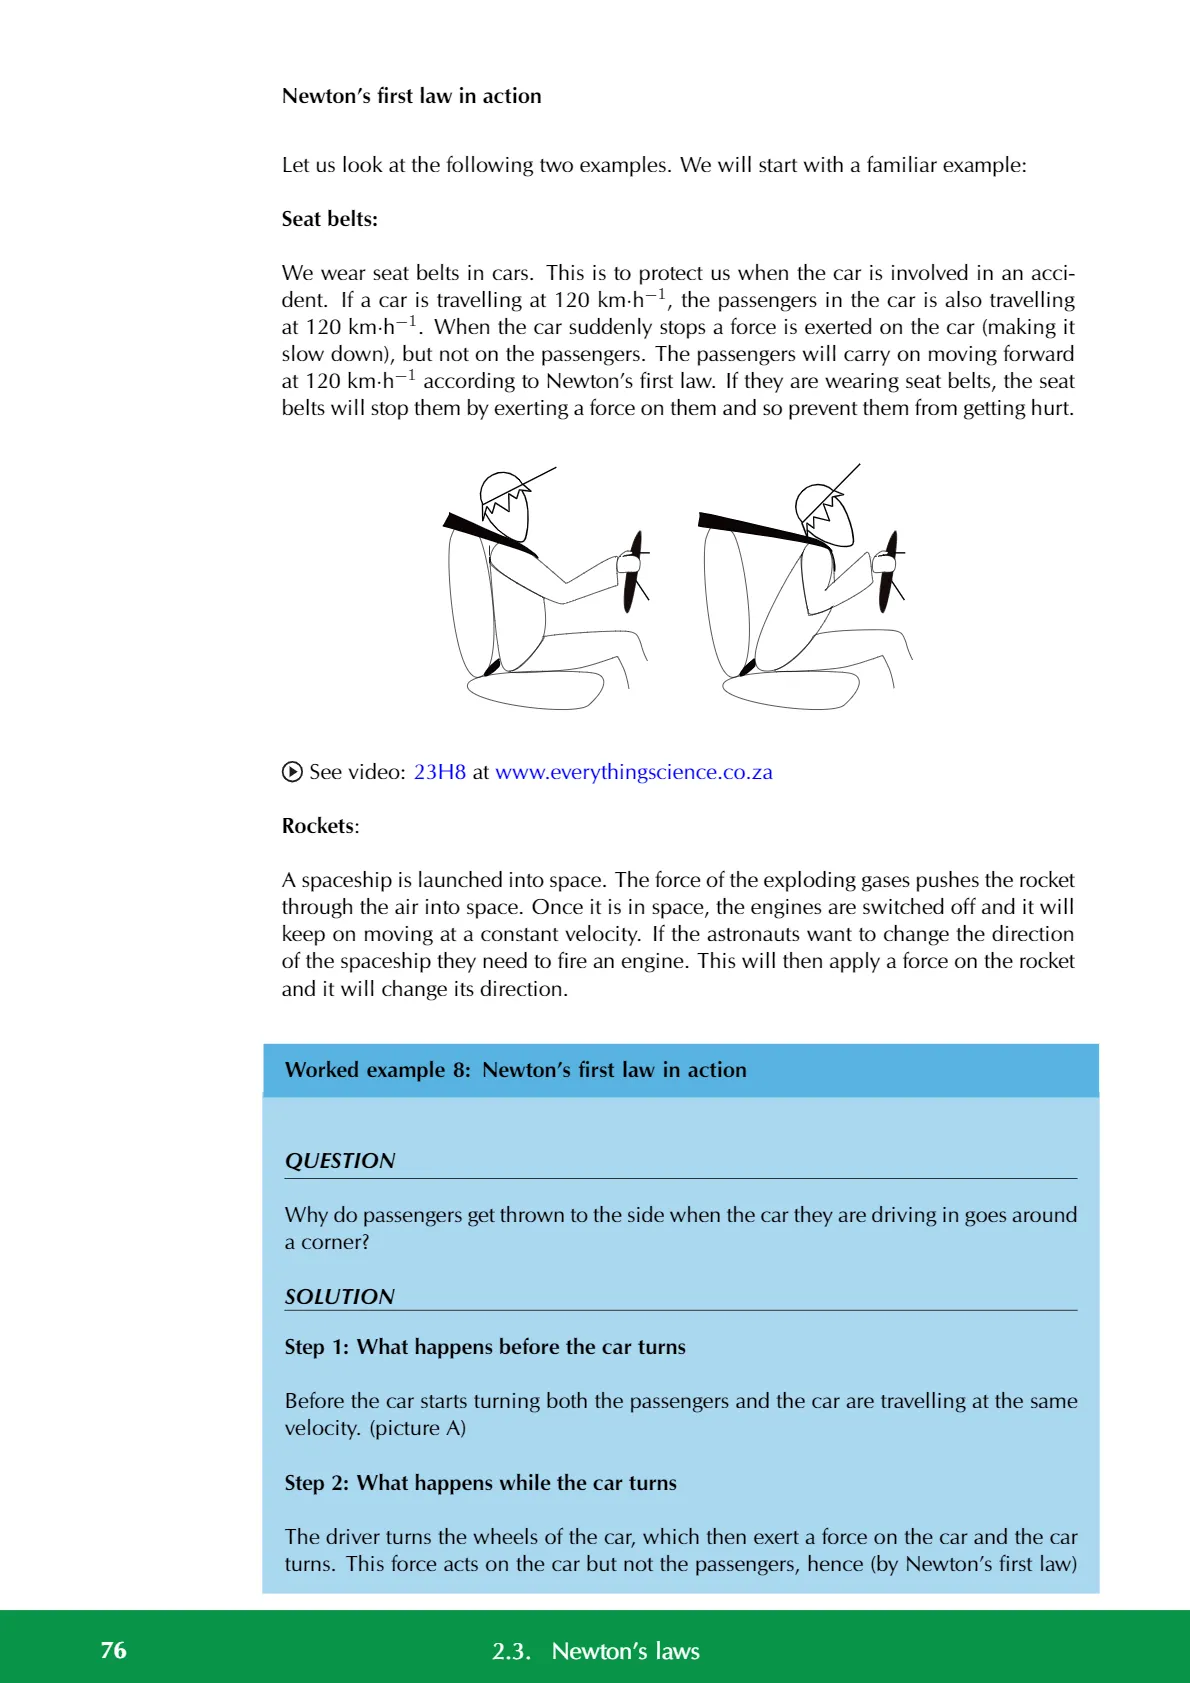 Newton’s first law in action
Let us look at the following two examples. We will start with a familiar example:
Seat belts:
We wear seat belts in cars. This is to protect us when the car is involved in an acci-
dent. If a car is travelling at 120 km·h⁻¹, the passengers in the car is also travelling
at 120 km·h⁻¹. When the car suddenly stops a force is exerted on the car (making it
slow down), but not on the passengers. The passengers will carry on moving forward
at 120 km·h⁻¹ according to Newton’s first law. If they are wearing seat belts, the seat
belts will stop them by exerting a force on them and so prevent them from getting hurt.
See video: 23H8 at www.everythingscience.co.za
Rockets:
A spaceship is launched into space. The force of the exploding gases pushes the rocket
through the air into space. Once it is in space, the engines are switched off and it will
keep on moving at a constant velocity. If the astronauts want to change the direction
of the spaceship they need to fire an engine. This will then apply a force on the rocket
and it will change its direction.
Worked example 8: Newton’s first law in action
QUESTION
Why do passengers get thrown to the side when the car they are driving in goes around
a corner?
SOLUTION
Step 1: What happens before the car turns
Before the car starts turning both the passengers and the car are travelling at the same
velocity. (picture A)
Step 2: What happens while the car turns
The driver turns the wheels of the car, which then exert a force on the car and the car
turns. This force acts on the car but not the passengers, hence (by Newton’s first law)
76 2.3. Newton’s laws